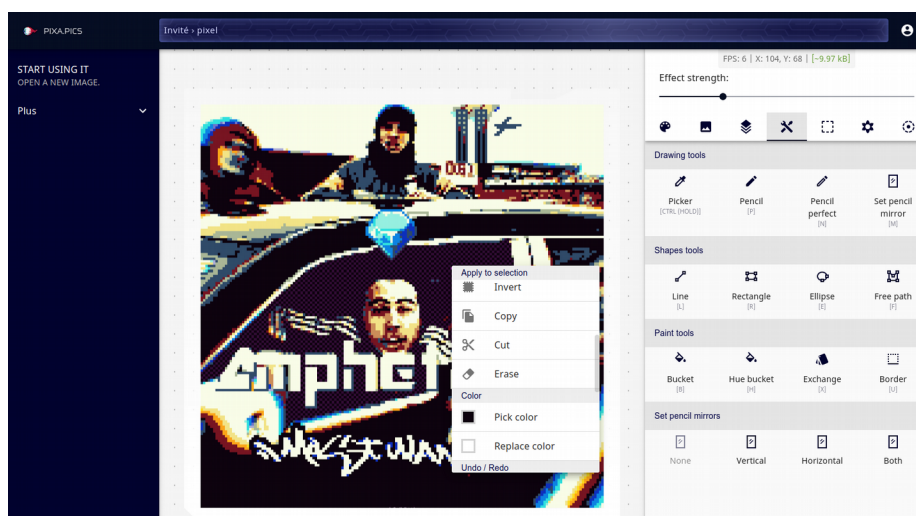 PIXA.PICS
Invité › pixel
START USING IT
OPEN A NEW IMAGE.
Plus
FPS: 6 | X: 104, Y: 68 | [~9.97 kB]
Effect strength:
Drawing tools
Picker
[CTRL (HOLD)]
Pencil
[P]
Pencil perfect
[N]
Set pencil mirror
[M]
Shapes tools
Line
[L]
Rectangle
[R]
Ellipse
[E]
Free path
[F]
Paint tools
Bucket
[B]
Hue bucket
[H]
Exchange
[X]
Border
[U]
Set pencil mirrors
None
Vertical
Horizontal
Both
Apply to selection
Invert
Copy
Cut
Erase
Color
Pick color
Replace color
Undo / Redo